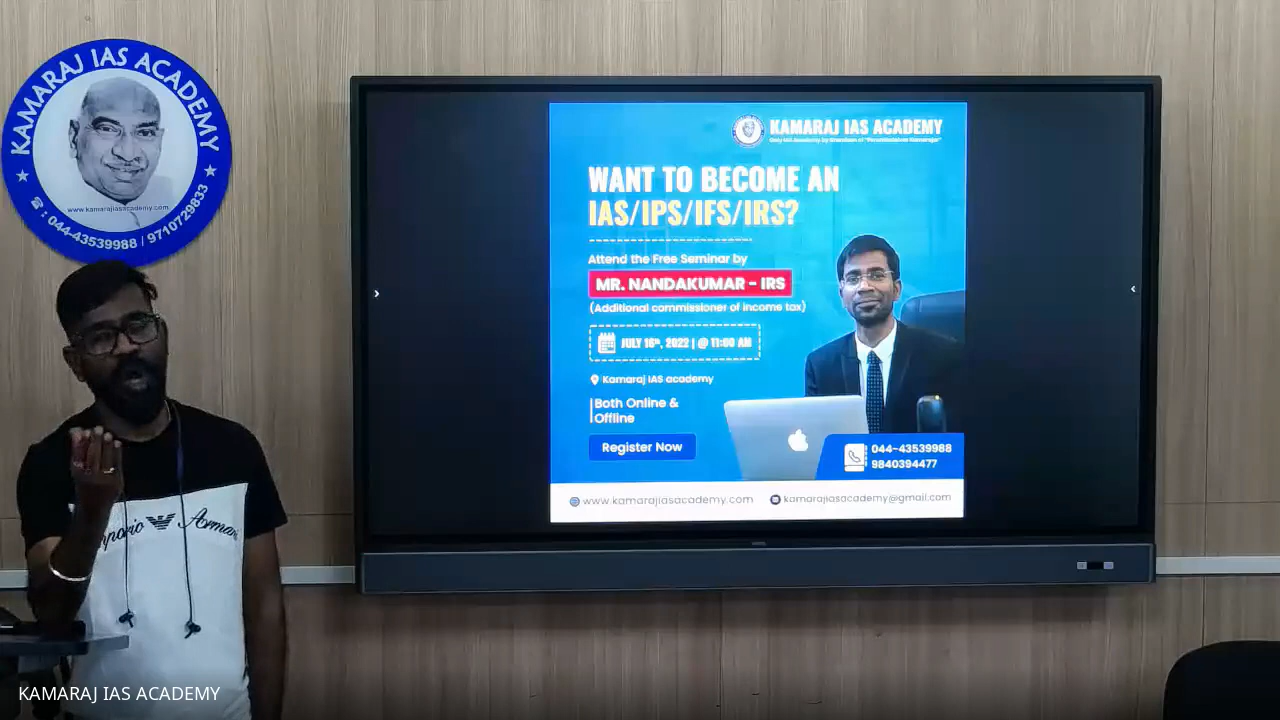 KAMARAJ IAS ACADEMY
www.kamarajiasacademy.com
☎ : 044-43539988 / 9710729833
KAMARAJ IAS ACADEMY
WANT TO BECOME AN
IAS/IPS/IFS/IRS?
Attend the Free Seminar by
MR. NANDAKUMAR - IRS
(Additional commissioner of income tax)
JULY 16th, 2022 | @ 11:00 AM
Kamaraj IAS academy
Both Online &
Offline
Register Now
044-43539988
9840394477
www.kamarajiasacademy.com
kamarajiasacademy@gmail.com
Emporio Armani
KAMARAJ IAS ACADEMY